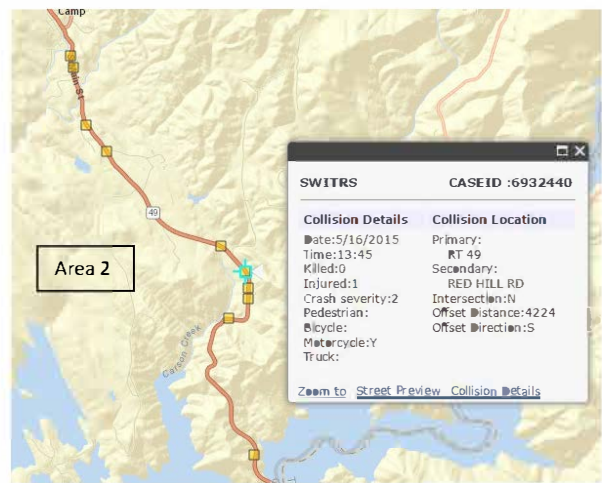 Camp
ain St
49
Area 2
Carson Creek
SWITRS CASEID :6932440
Collision Details Collision Location
Date:5/16/2015 Primary:
Time:13:45 RT 49
Killed:0 Secondary:
Injured:1 RED HILL RD
Crash severity:2 Intersection:N
Pedestrian: Offset Distance:4224
Bicycle: Offset Direction:S
Motorcycle:Y
Truck:
Zoom to Street Preview Collision Details